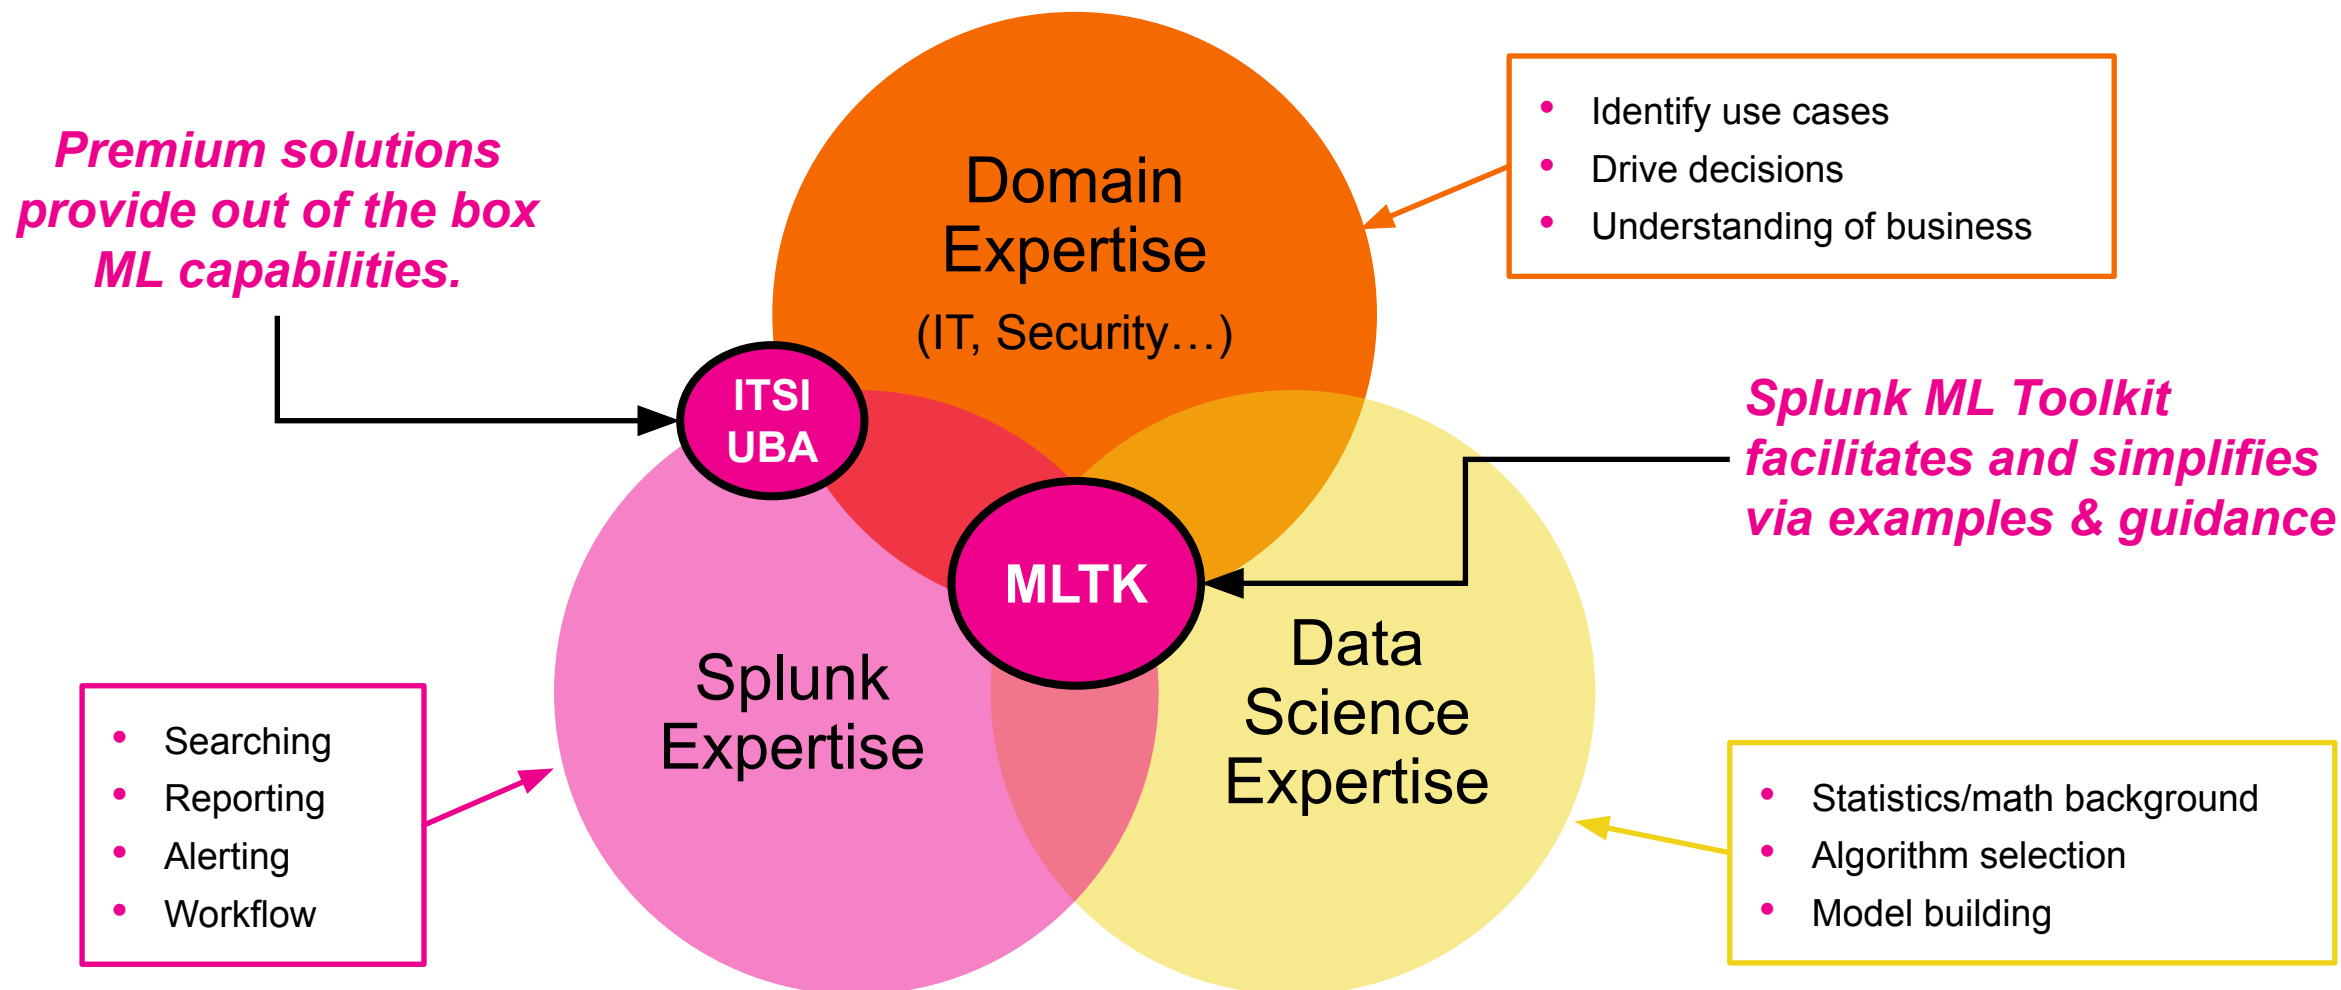 Premium solutions
provide out of the box
ML capabilities.
Domain
Expertise
(IT, Security…)
• Identify use cases
• Drive decisions
• Understanding of business
ITSI
UBA
MLTK
Splunk ML Toolkit
facilitates and simplifies
via examples & guidance
Splunk
Expertise
Data
Science
Expertise
• Searching
• Reporting
• Alerting
• Workflow
• Statistics/math background
• Algorithm selection
• Model building